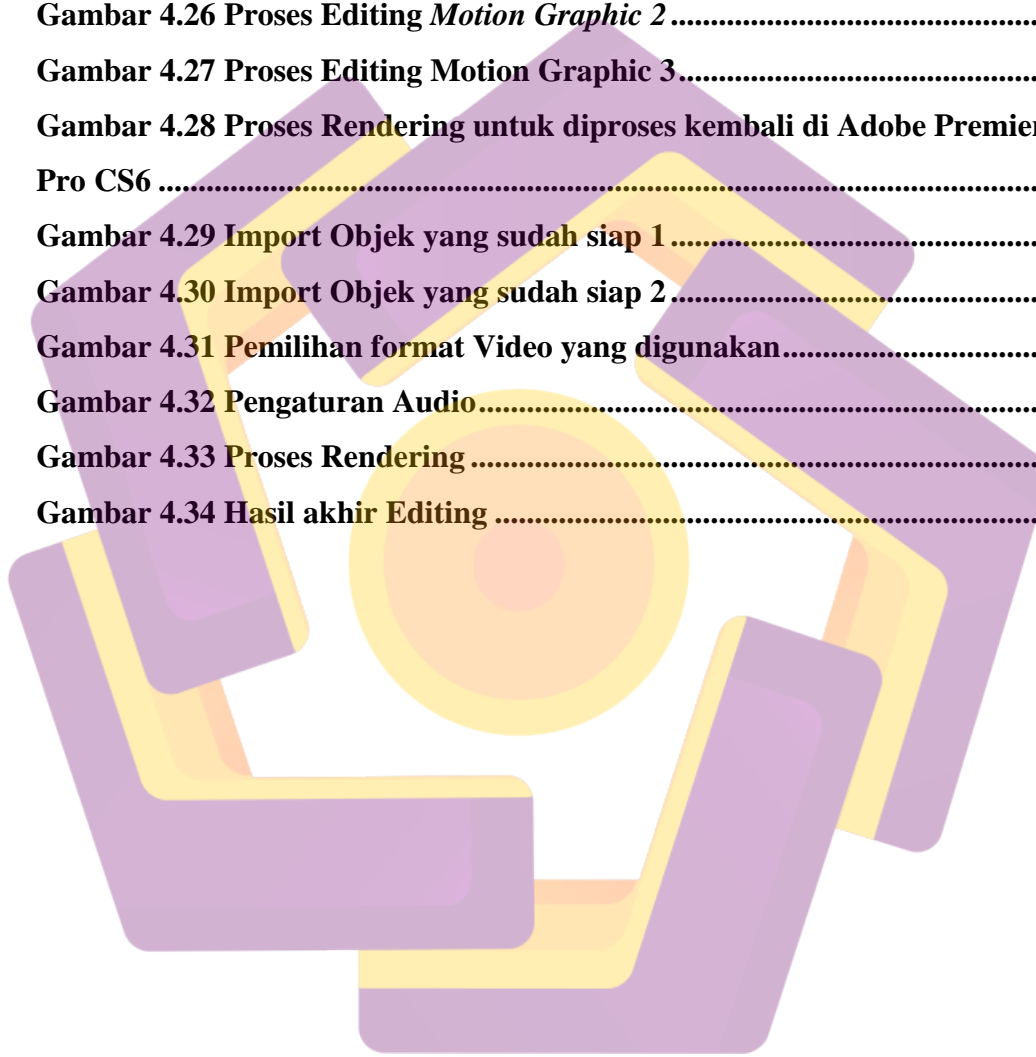 Gambar 4.26 Proses Editing Motion Graphic 2 ....................................................
Gambar 4.27 Proses Editing Motion Graphic 3....................................................
Gambar 4.28 Proses Rendering untuk diproses kembali di Adobe
Pro CS6 ....................................................
Gambar 4.29 Import Objek yang sudah siap 1 ....................................................
Gambar 4.30 Import Objek yang sudah siap 2 ....................................................
Gambar 4.31 Pemilihan format Video yang digunakan....................................
Gambar 4.32 Pengaturan Audio....................................................
Gambar 4.33 Proses Rendering ....................................................
Gambar 4.34 Hasil akhir Editing ....................................................